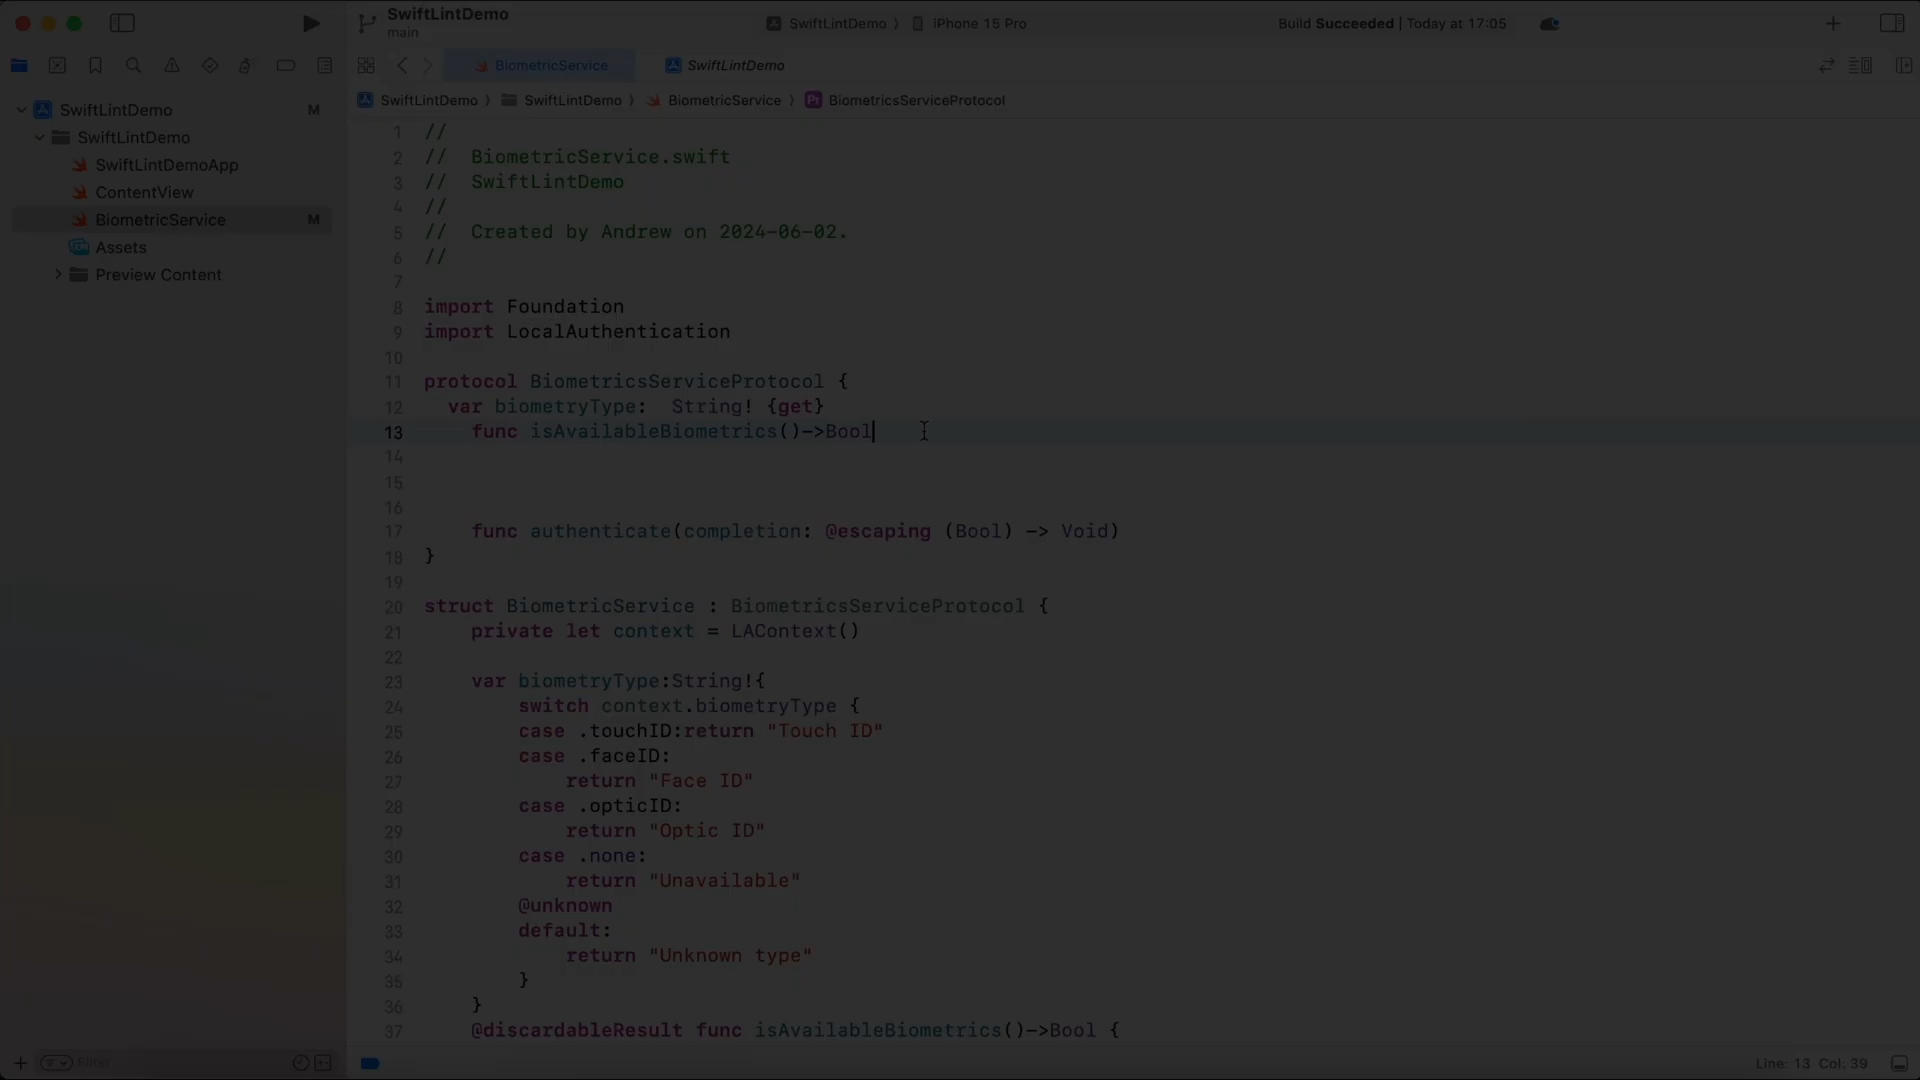 SwiftLintDemo
main
SwiftLintDemo 〉 iPhone 15 Pro
Build Succeeded | Today at 17:05
BiometricService
SwiftLintDemo
SwiftLintDemo M
SwiftLintDemo
SwiftLintDemoApp
ContentView
BiometricService M
Assets
Preview Content
Filter
SwiftLintDemo 〉 SwiftLintDemo 〉 BiometricService 〉 Pr BiometricsServiceProtocol
1 //
2 //  BiometricService.swift
3 //  SwiftLintDemo
4 //
5 //  Created by Andrew on 2024-06-02.
6 //
7
8 import Foundation
9 import LocalAuthentication
10
11 protocol BiometricsServiceProtocol {
12   var biometryType:  String! {get}
13     func isAvailableBiometrics()->Bool
14
15
16
17     func authenticate(completion: @escaping (Bool) -> Void)
18 }
19
20 struct BiometricService : BiometricsServiceProtocol {
21     private let context = LAContext()
22
23     var biometryType:String!{
24         switch context.biometryType {
25         case .touchID:return "Touch ID"
26         case .faceID:
27             return "Face ID"
28         case .opticID:
29             return "Optic ID"
30         case .none:
31             return "Unavailable"
32         @unknown
33         default:
34             return "Unknown type"
35         }
36     }
37     @discardableResult func isAvailableBiometrics()->Bool {
Line: 13 Col: 39